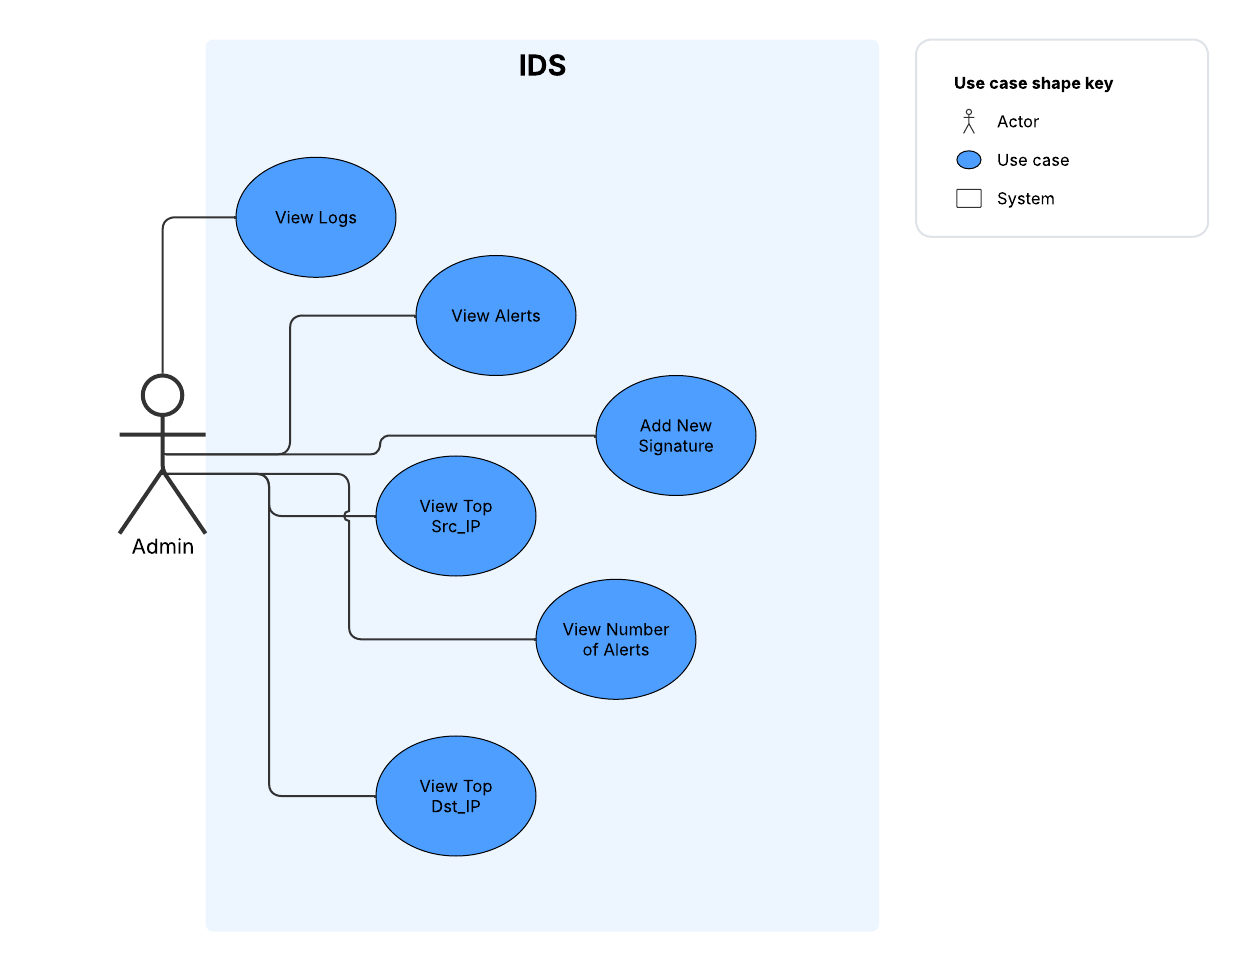 IDS
Use case shape key
Actor
Use case
System
View Logs
View Alerts
Add New
Signature
View Top
Src_IP
Admin
View Number
of Alerts
View Top
Dst_IP